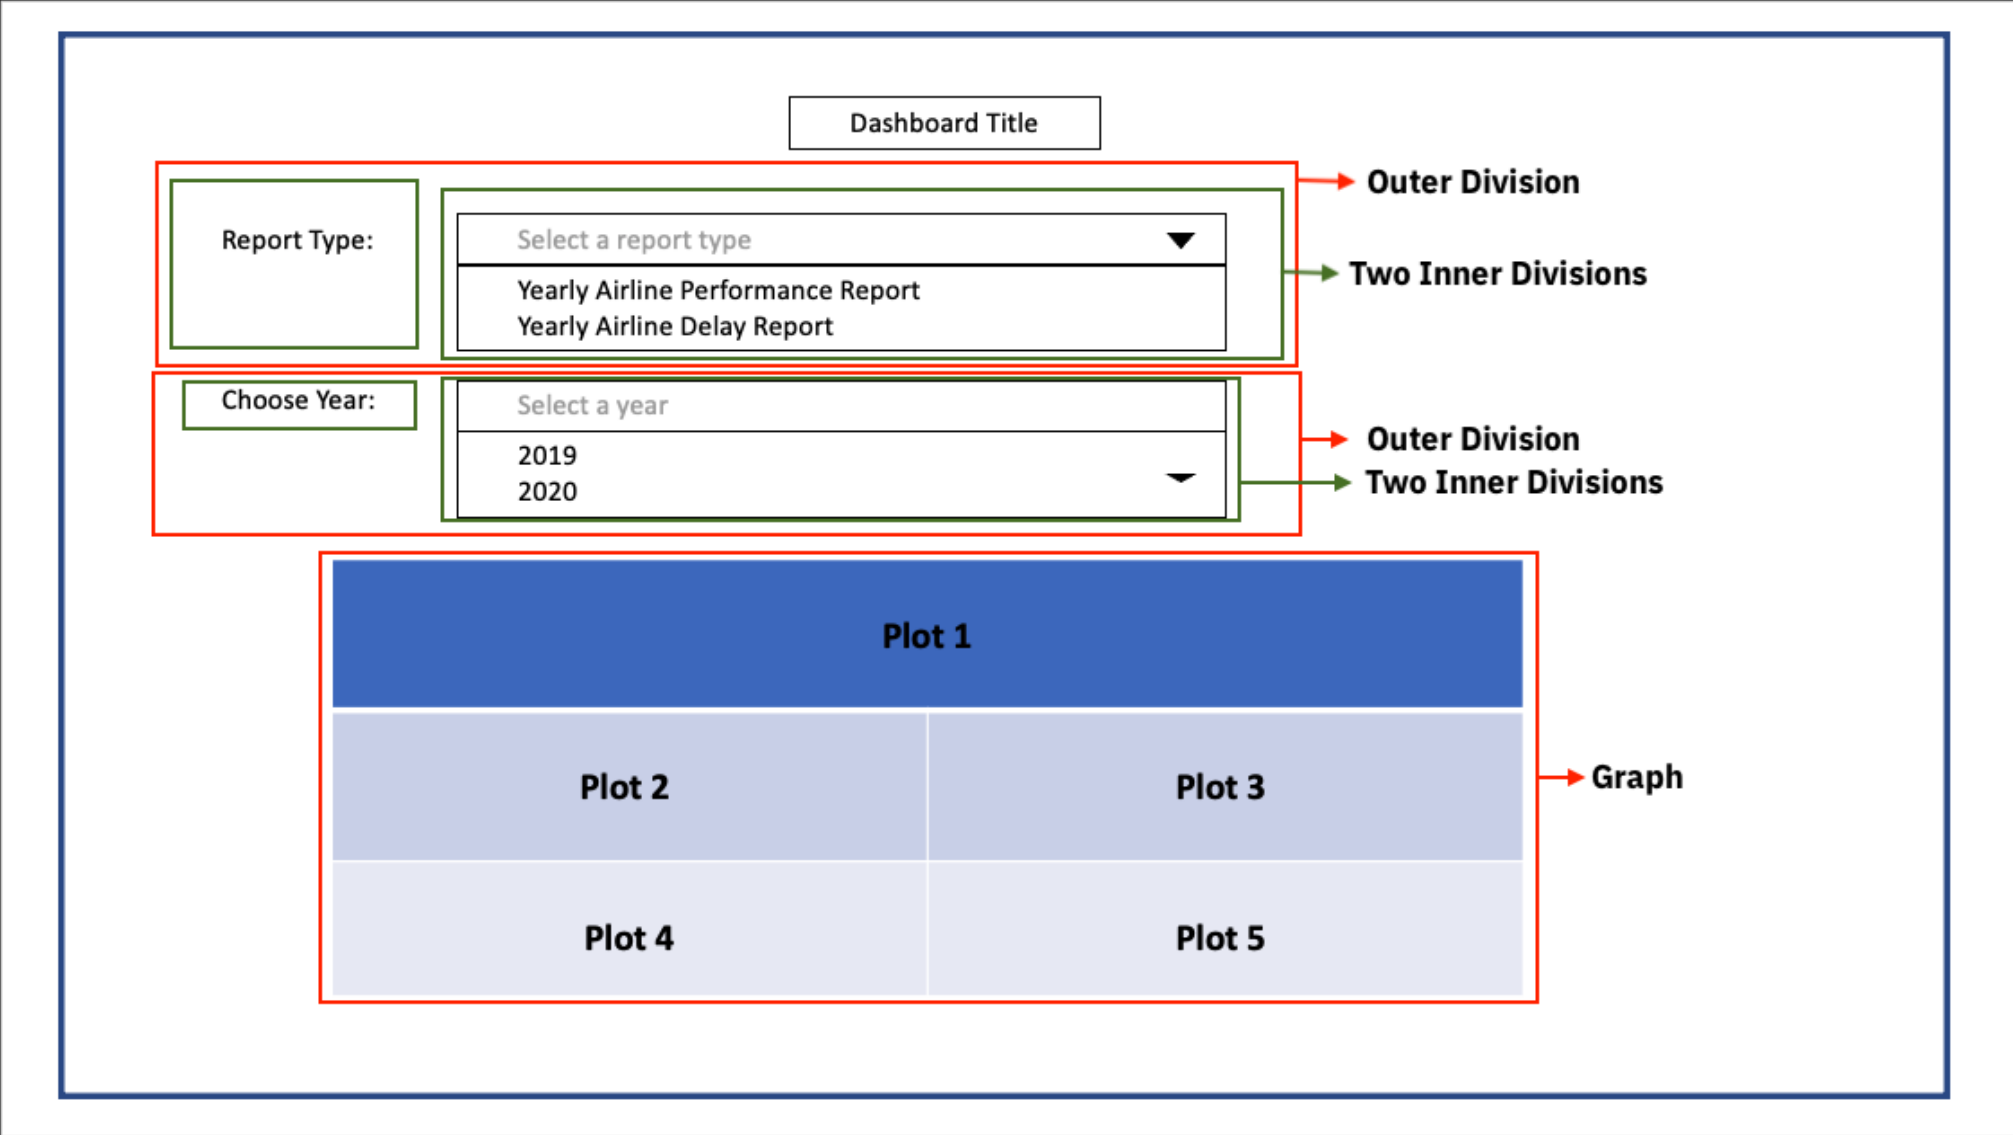 Dashboard Title
Outer Division
Report Type:
Select a report type
Two Inner Divisions
Yearly Airline Performance Report
Yearly Airline Delay Report
Choose Year:
Select a year
Outer Division
2019
Two Inner Divisions
2020
Plot 1
Plot 2
Plot 3
Graph
Plot 4
Plot 5